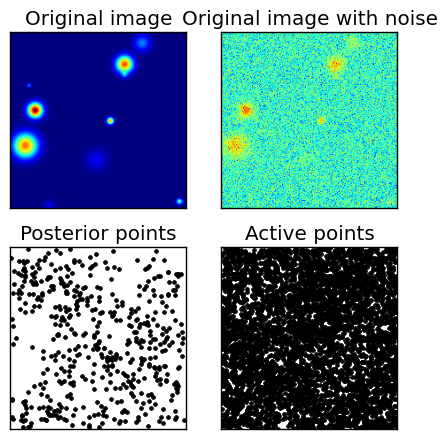 Original image
Original image with noise
Posterior points
Active points